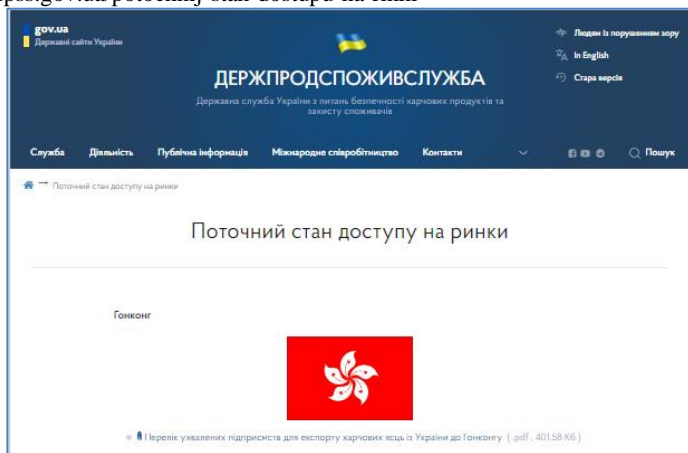 gov.ua
Державні сайти України
Людям із порушенням зору
In English
Стара версія
ДЕРЖПРОДСПОЖИВСЛУЖБА
Державна служба України з питань безпечності харчових продуктів та
захисту споживачів
Служба Діяльність Публічна інформація Міжнародне співробітництво Контакти Пошук
Поточний стан доступу на ринки
Поточний стан доступу на ринки
Гонконг
Перелік ухвалених підприємств для експорту харчових яєць із України до Гонконгу ( .pdf , 401.58 Кб )